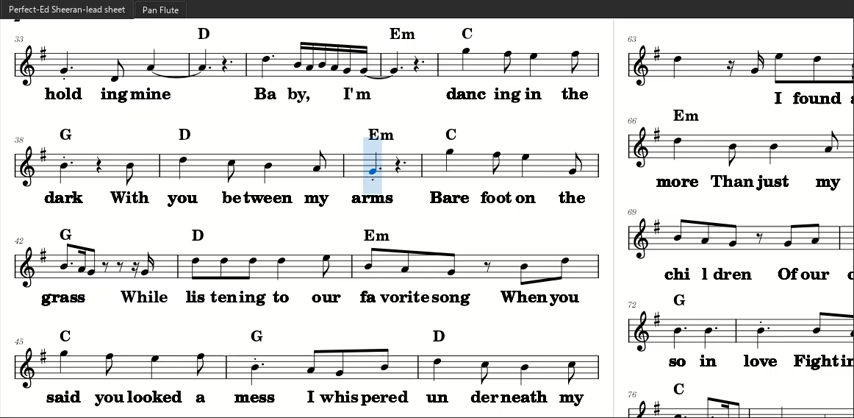 Perfect-Ed Sheeran-lead sheet Pan Flute
33 D Em C
hold ing mine Ba by, I'm danc ing in the
38 G D Em C
dark With you be tween my arms Bare foot on the
42 G D Em
grass While lis ten ing to our fa vorite song When you
45 C G D
said you looked a mess I whis pered un der neath my
63
I found
66 Em
more Than just my
69
chi l dren Of our
72 G
so in love Fight in
76 C